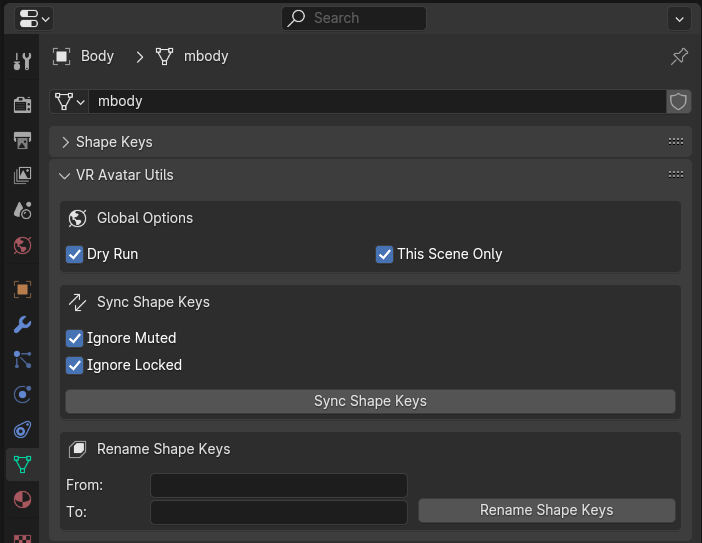 Search
Body mbody
mbody
Shape Keys
VR Avatar Utils
Global Options
Dry Run This Scene Only
Sync Shape Keys
Ignore Muted
Ignore Locked
Sync Shape Keys
Rename Shape Keys
From:
To: Rename Shape Keys